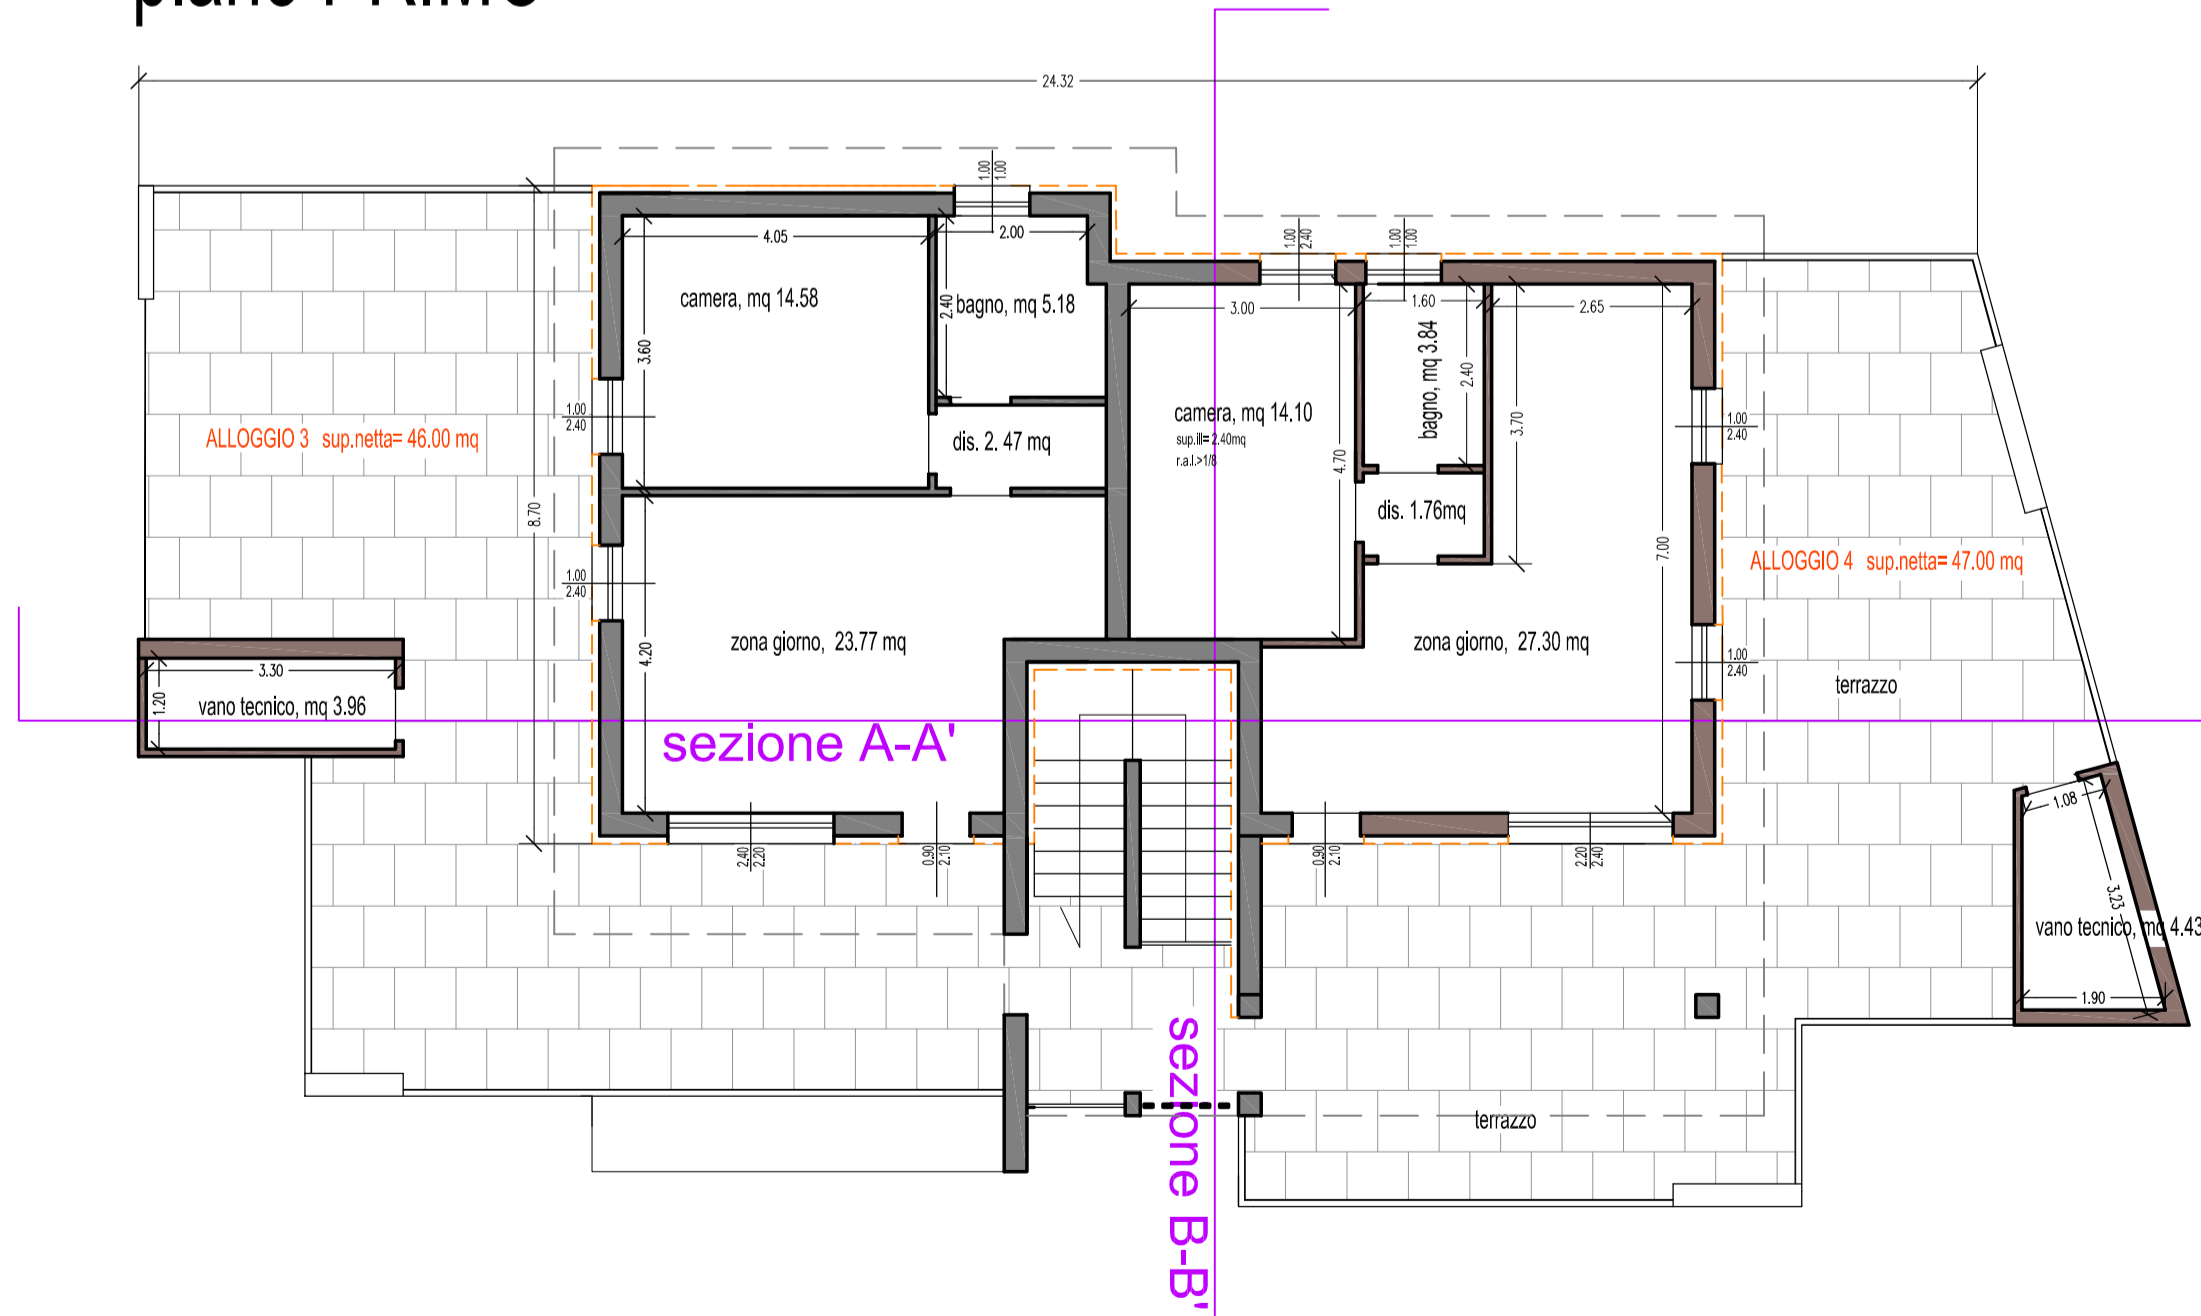 piano PRIMO
24.32
1.00
1.00
4.05
2.00
1.00
2.40
1.00
1.00
camera, mq 14.58
2.40
bagno, mq 5.18
3.00
1.60
2.65
3.60
bagno, mq 3.84
2.40
3.70
1.00
2.40
camera, mq 14.10
sup.ill= 2.40mq
r.a.l.>1/8
1.00
2.40
ALLOGGIO 3 sup.netta= 46.00 mq
dis. 2. 47 mq
4.70
8.70
dis. 1.76mq
7.00
ALLOGGIO 4 sup.netta= 47.00 mq
1.00
2.40
4.20
zona giorno, 23.77 mq
zona giorno, 27.30 mq
1.00
2.40
terrazzo
3.30
1.20
vano tecnico, mq 3.96
sezione A-A'
1.08
2.40
2.20
0.90
2.10
0.90
2.10
2.20
2.40
3.23
vano tecnico, mq 4.43
1.90
sezione B-B'
terrazzo